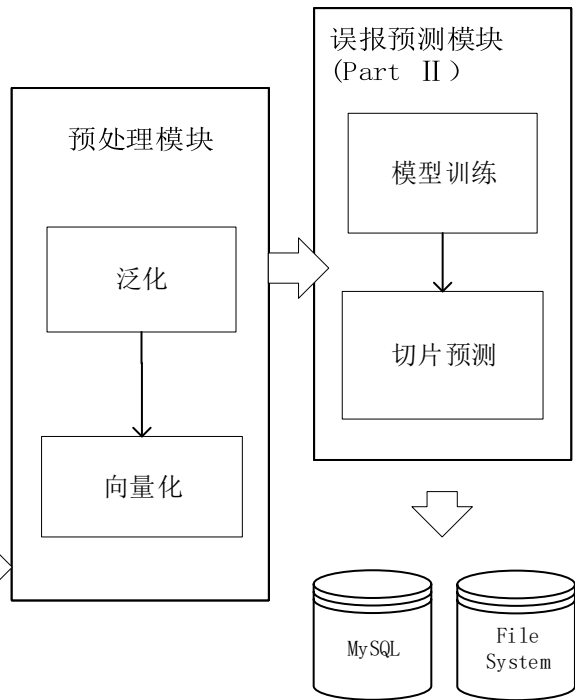 预处理模块
泛化
向量化
误报预测模块
(Part Ⅱ）
模型训练
切片预测
MySQL
File
System